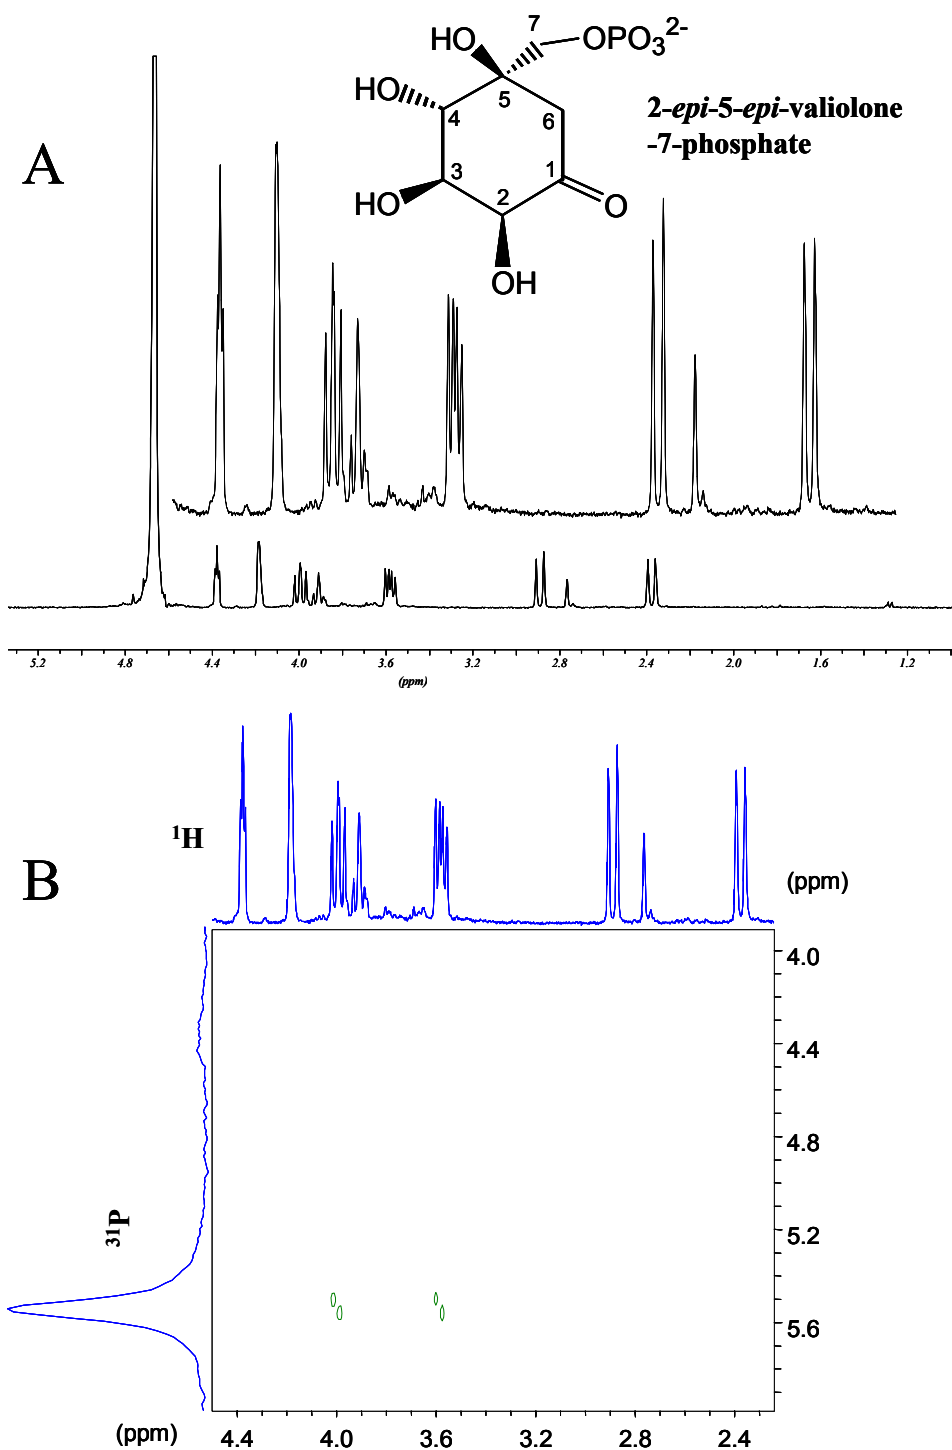 A
7
HO
OPO₃²⁻
HO
5
4
6
3
1
HO
2
O
OH
2-epi-5-epi-valiolone
-7-phosphate
5.2 4.8 4.4 4.0 3.6 3.2 2.8 2.4 2.0 1.6 1.2
(ppm)
B
¹H
(ppm)
4.0
4.4
4.8
5.2
5.6
³¹P
(ppm) 4.4 4.0 3.6 3.2 2.8 2.4